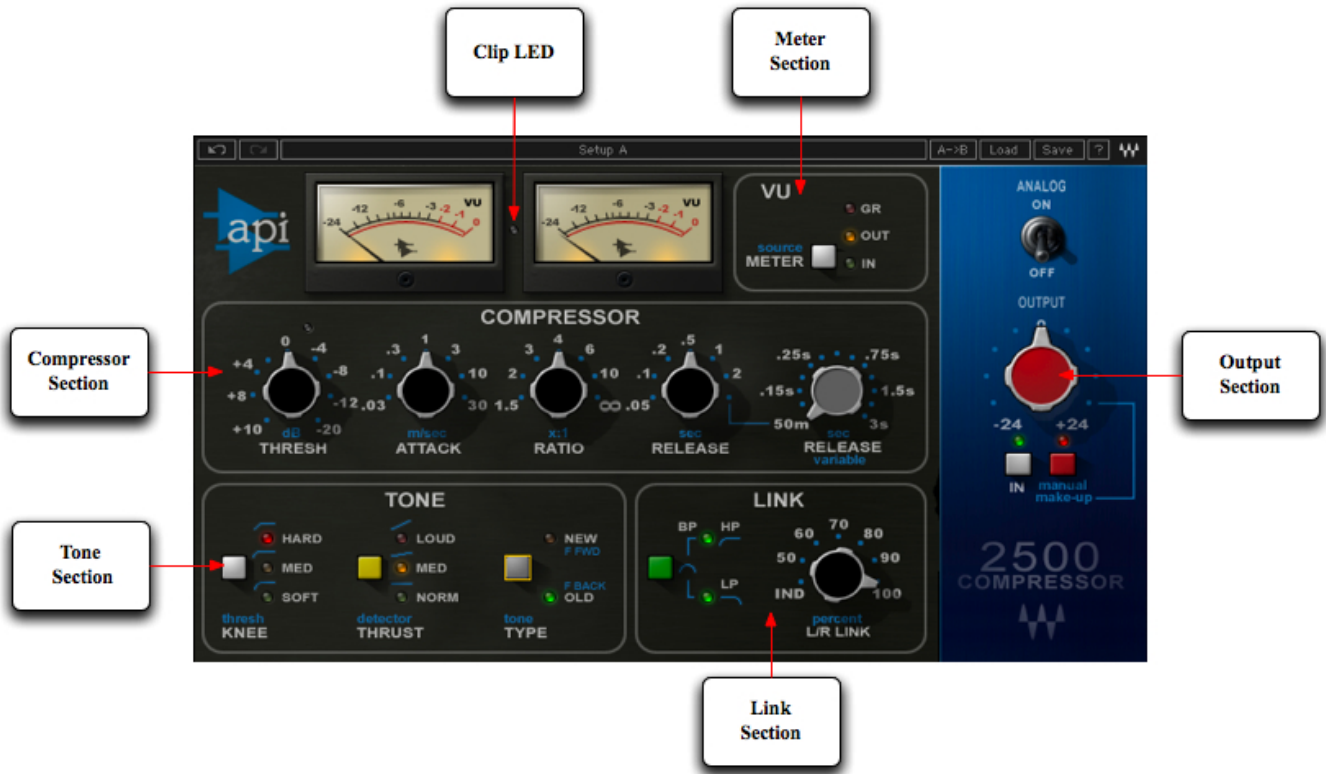 Clip LED
Meter
Section
Setup A
A->B
Load
Save
?
api
-24 -12 -6 -3 -2 -1 0
VU
-24 -12 -6 -3 -2 -1 0
VU
VU
GR
OUT
IN
source
METER
ANALOG
ON
OFF
OUTPUT
0
-24 +24
IN
manual
make-up
Output
Section
2500
COMPRESSOR
Compressor
Section
COMPRESSOR
+10 +8 +4 0 -4 -8 -12 -20
dB
THRESH
.03 .1 .3 1 3 10 30
m/sec
ATTACK
1.5 2 3 4 6 10 ∞
x:1
RATIO
.05 .1 .2 .5 1 2
sec
RELEASE
50m .15s .25s .75s 1.5s 3s
sec
RELEASE
variable
Tone
Section
TONE
HARD
MED
SOFT
thresh
KNEE
LOUD
MED
NORM
detector
THRUST
NEW
F FWD
F BACK
OLD
tone
TYPE
LINK
BP HP
LP
IND 50 60 70 80 90 100
percent
L/R LINK
Link
Section